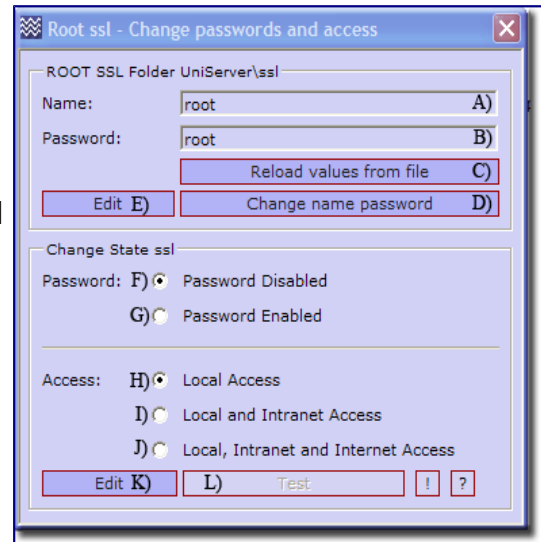 Root ssl - Change passwords and access
ROOT SSL Folder UniServer\ssl
Name: root A)
Password: root B)
Reload values from file C)
Edit E) Change name password D)
Change State ssl
Password: F) Password Disabled
G) Password Enabled
Access: H) Local Access
I) Local and Intranet Access
J) Local, Intranet and Internet Access
Edit K) L) Test ! ?